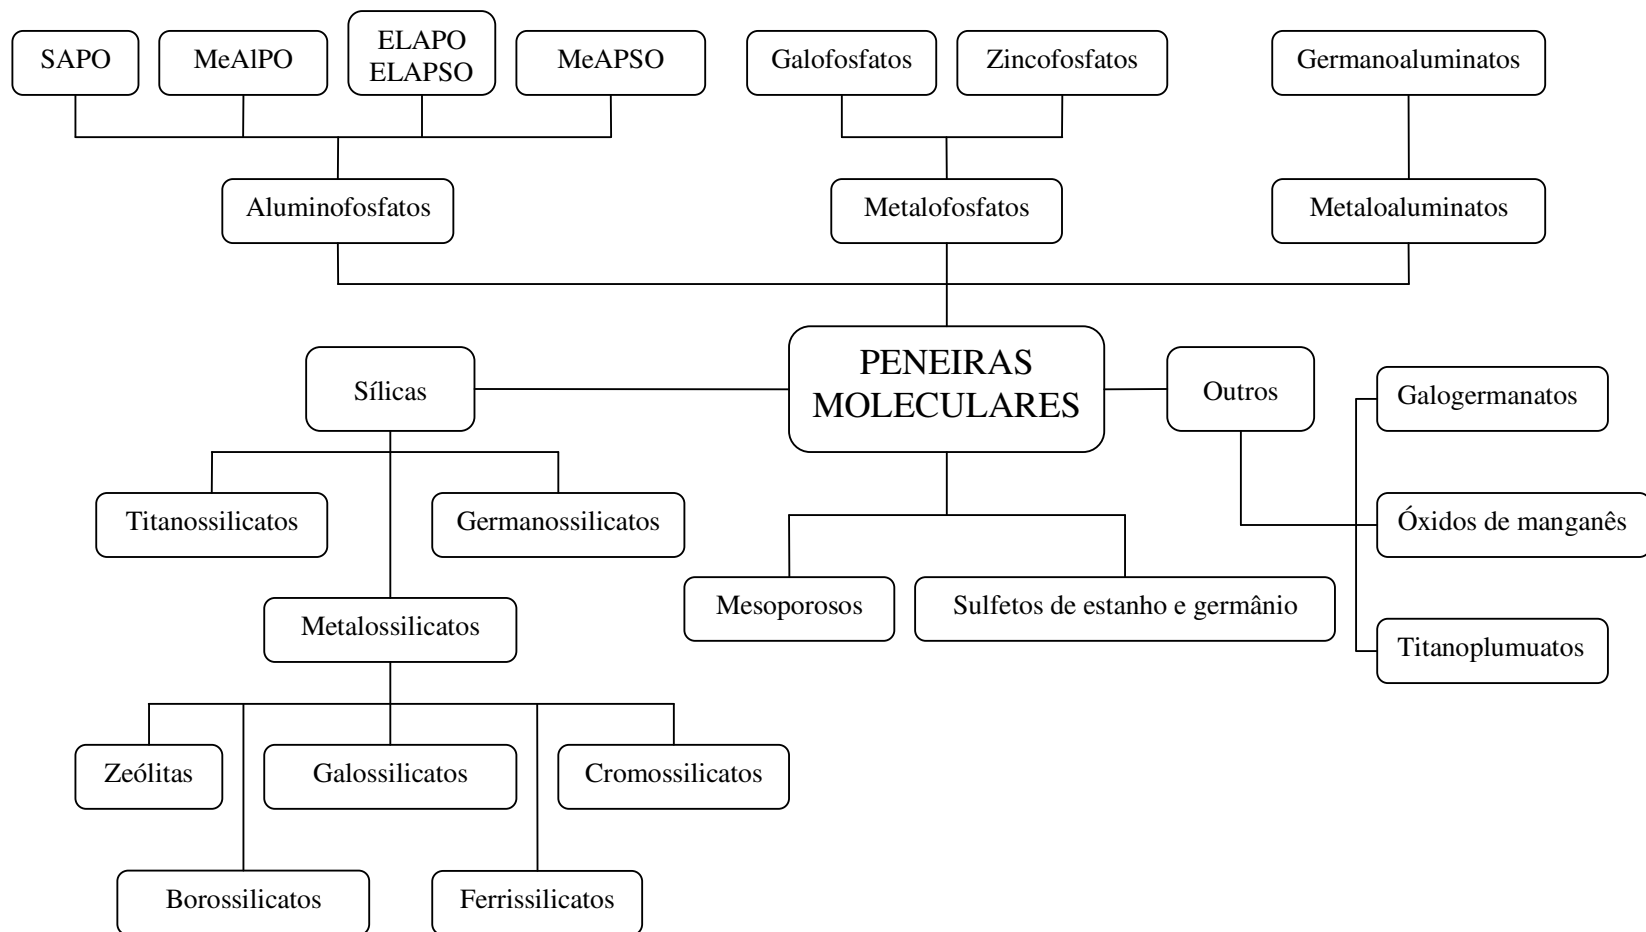 SAPO
MeAlPO
ELAPO
ELAPSO
MeAPSO
Galofosfatos
Zincofosfatos
Germanoaluminatos
Aluminofosfatos
Metalofosfatos
Metaloaluminatos
PENEIRAS
MOLECULARES
Sílicas
Outros
Galogermanatos
Titanossilicatos
Germanossilicatos
Óxidos de manganês
Mesoporosos
Sulfetos de estanho e germânio
Metalossilicatos
Titanoplumuatos
Zeólitas
Galossilicatos
Cromossilicatos
Borossilicatos
Ferrissilicatos